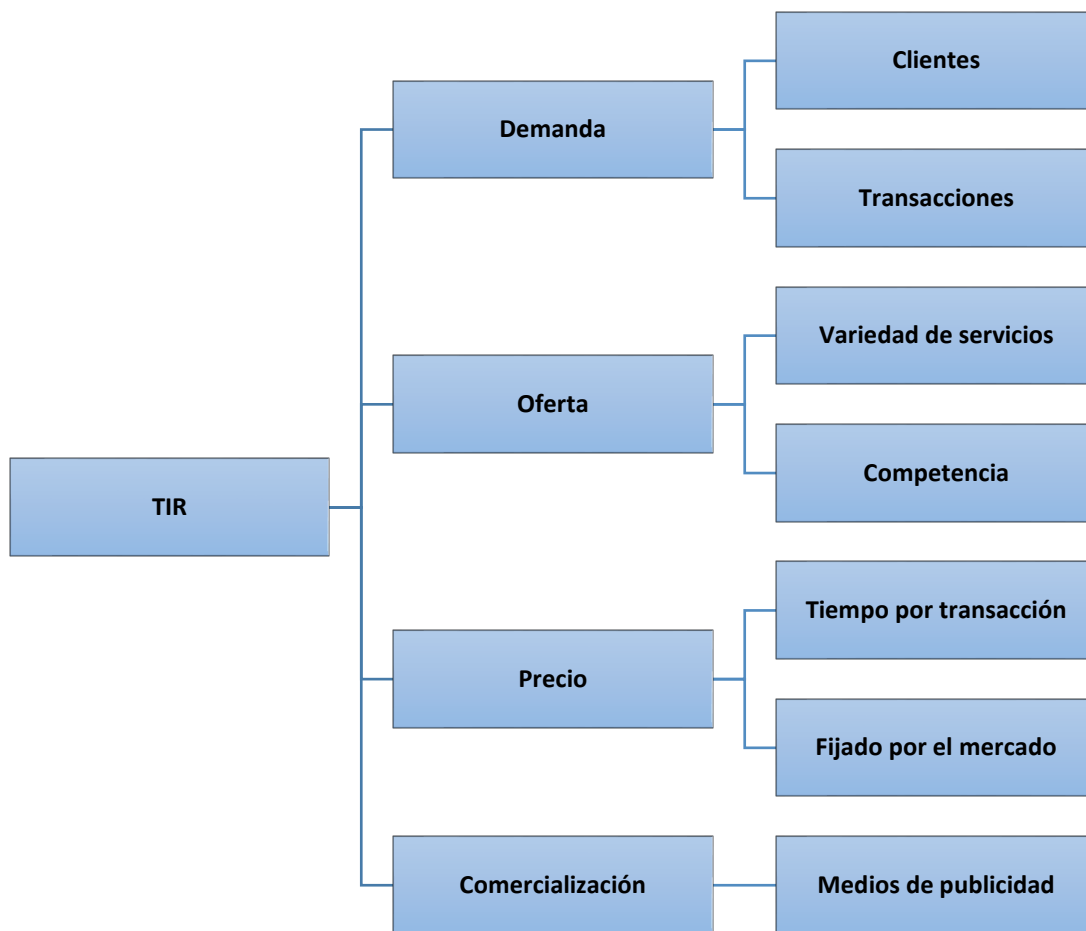 TIR
Demanda
Clientes
Transacciones
Oferta
Variedad de servicios
Competencia
Precio
Tiempo por transacción
Fijado por el mercado
Comercialización
Medios de publicidad